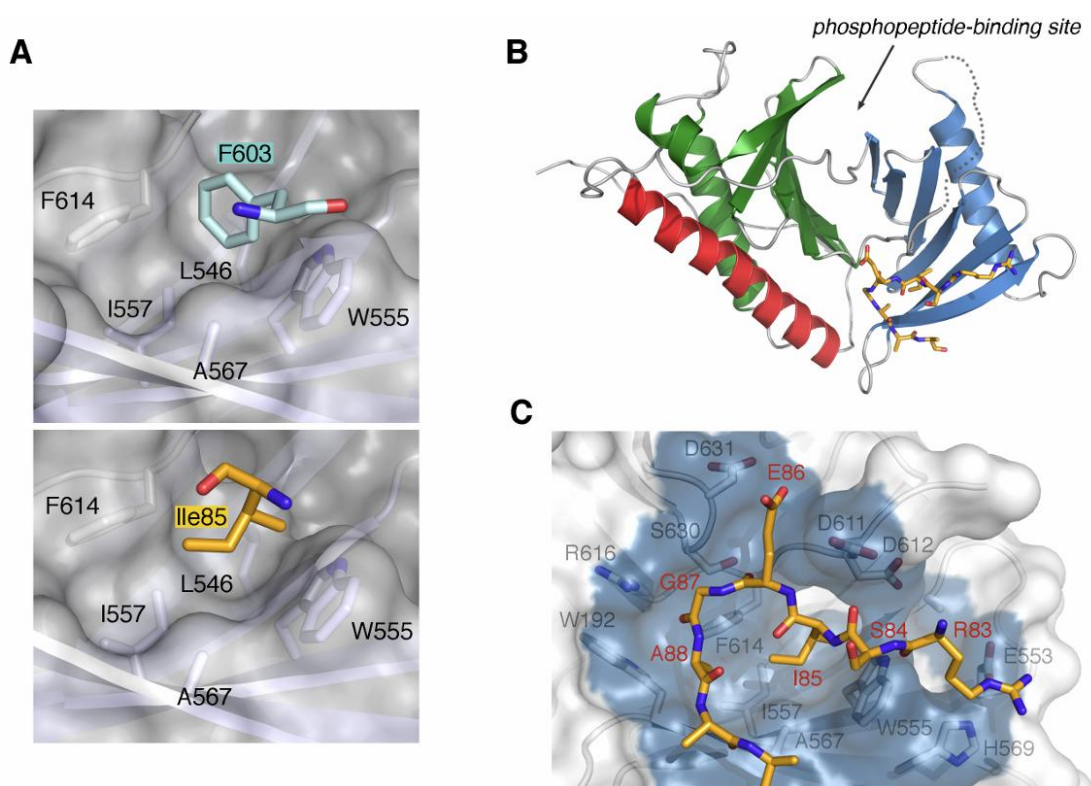 A
F603
F614
L546
I557
W555
A567
F614
Ile85
L546
I557
W555
A567
B
phosphopeptide-binding site
C
D631
E86
S630
D611
D612
R616
G87
W192
F614
S84
R83
A88
E553
I85
I557
W555
A567
H569